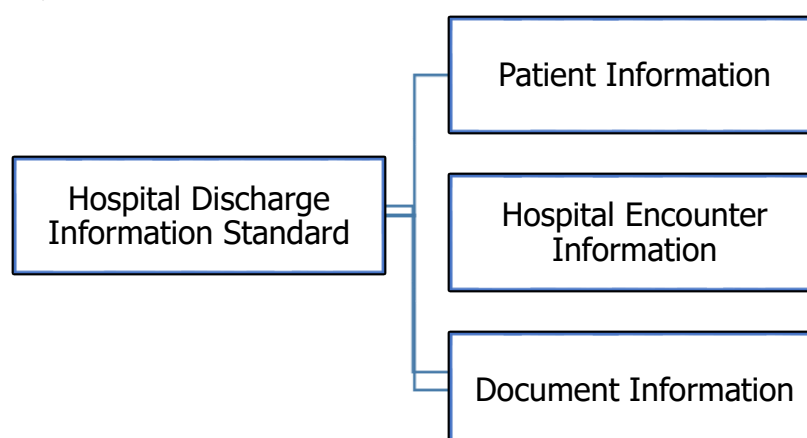 Patient Information
Hospital Discharge
Information Standard
Hospital Encounter
Information
Document Information